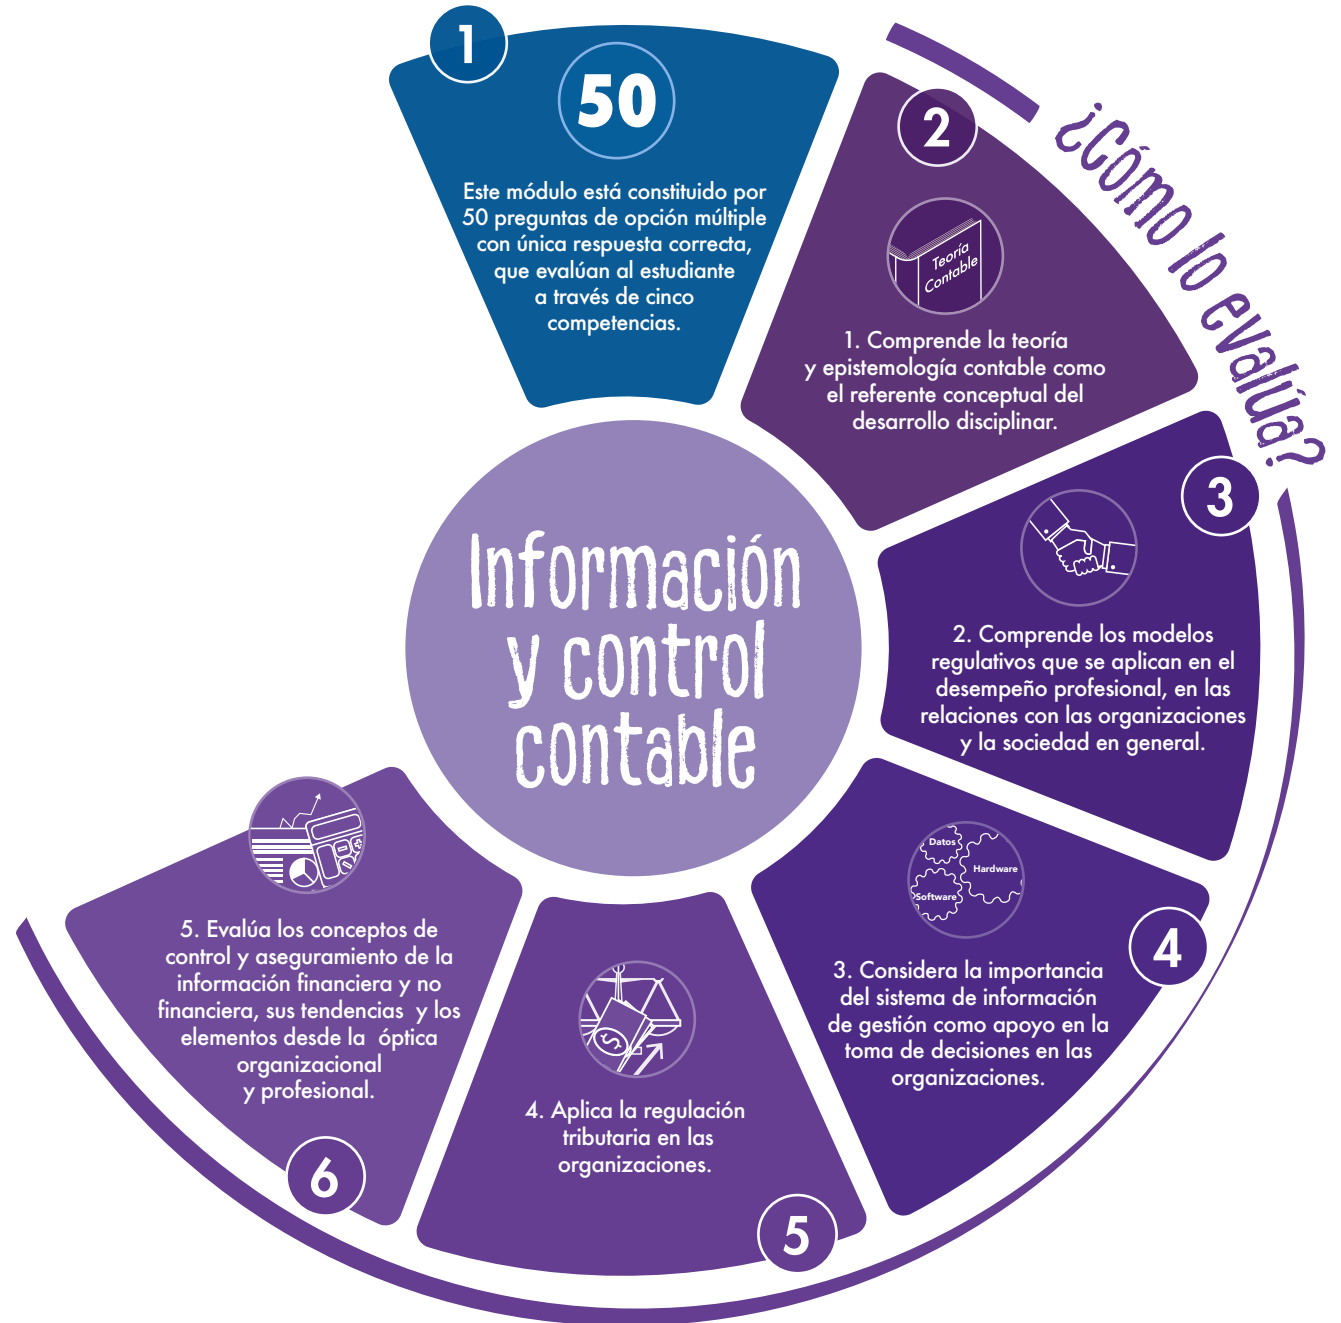 1
50
Este módulo está constituido por
50 preguntas de opción múltiple
con única respuesta correcta,
que evalúan al estudiante
a través de cinco
competencias.
¿Cómo lo evalúa?
2
Teoría
Contable
1. Comprende la teoría
y epistemología contable como
el referente conceptual del
desarrollo disciplinar.
3
2. Comprende los modelos
regulativos que se aplican en el
desempeño profesional, en las
relaciones con las organizaciones
y la sociedad en general.
Información
y control
contable
Datos
Hardware
Software
4
3. Considera la importancia
del sistema de información
de gestión como apoyo en la
toma de decisiones en las
organizaciones.
$
4. Aplica la regulación
tributaria en las
organizaciones.
5
5. Evalúa los conceptos de
control y aseguramiento de la
información financiera y no
financiera, sus tendencias y los
elementos desde la óptica
organizacional
y profesional.
6